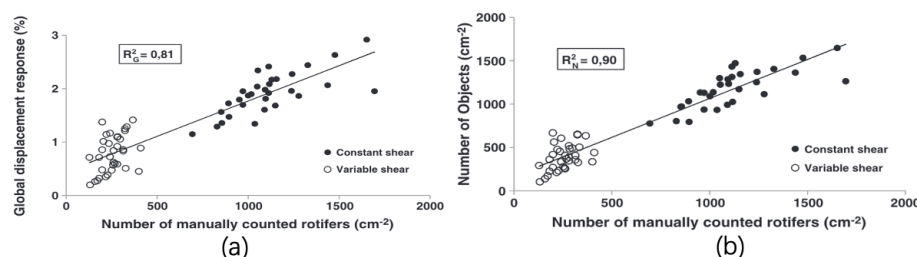 Global displacement response (%)
3
2
1
0
R²G = 0,81
Constant shear
Variable shear
0
500
1000
1500
2000
Number of manually counted rotifers (cm⁻²)
(a)
Number of Objects (cm⁻²)
2000
1500
1000
500
0
R²N = 0,90
Constant shear
Variable shear
0
500
1000
1500
2000
Number of manually counted rotifers (cm⁻²)
(b)